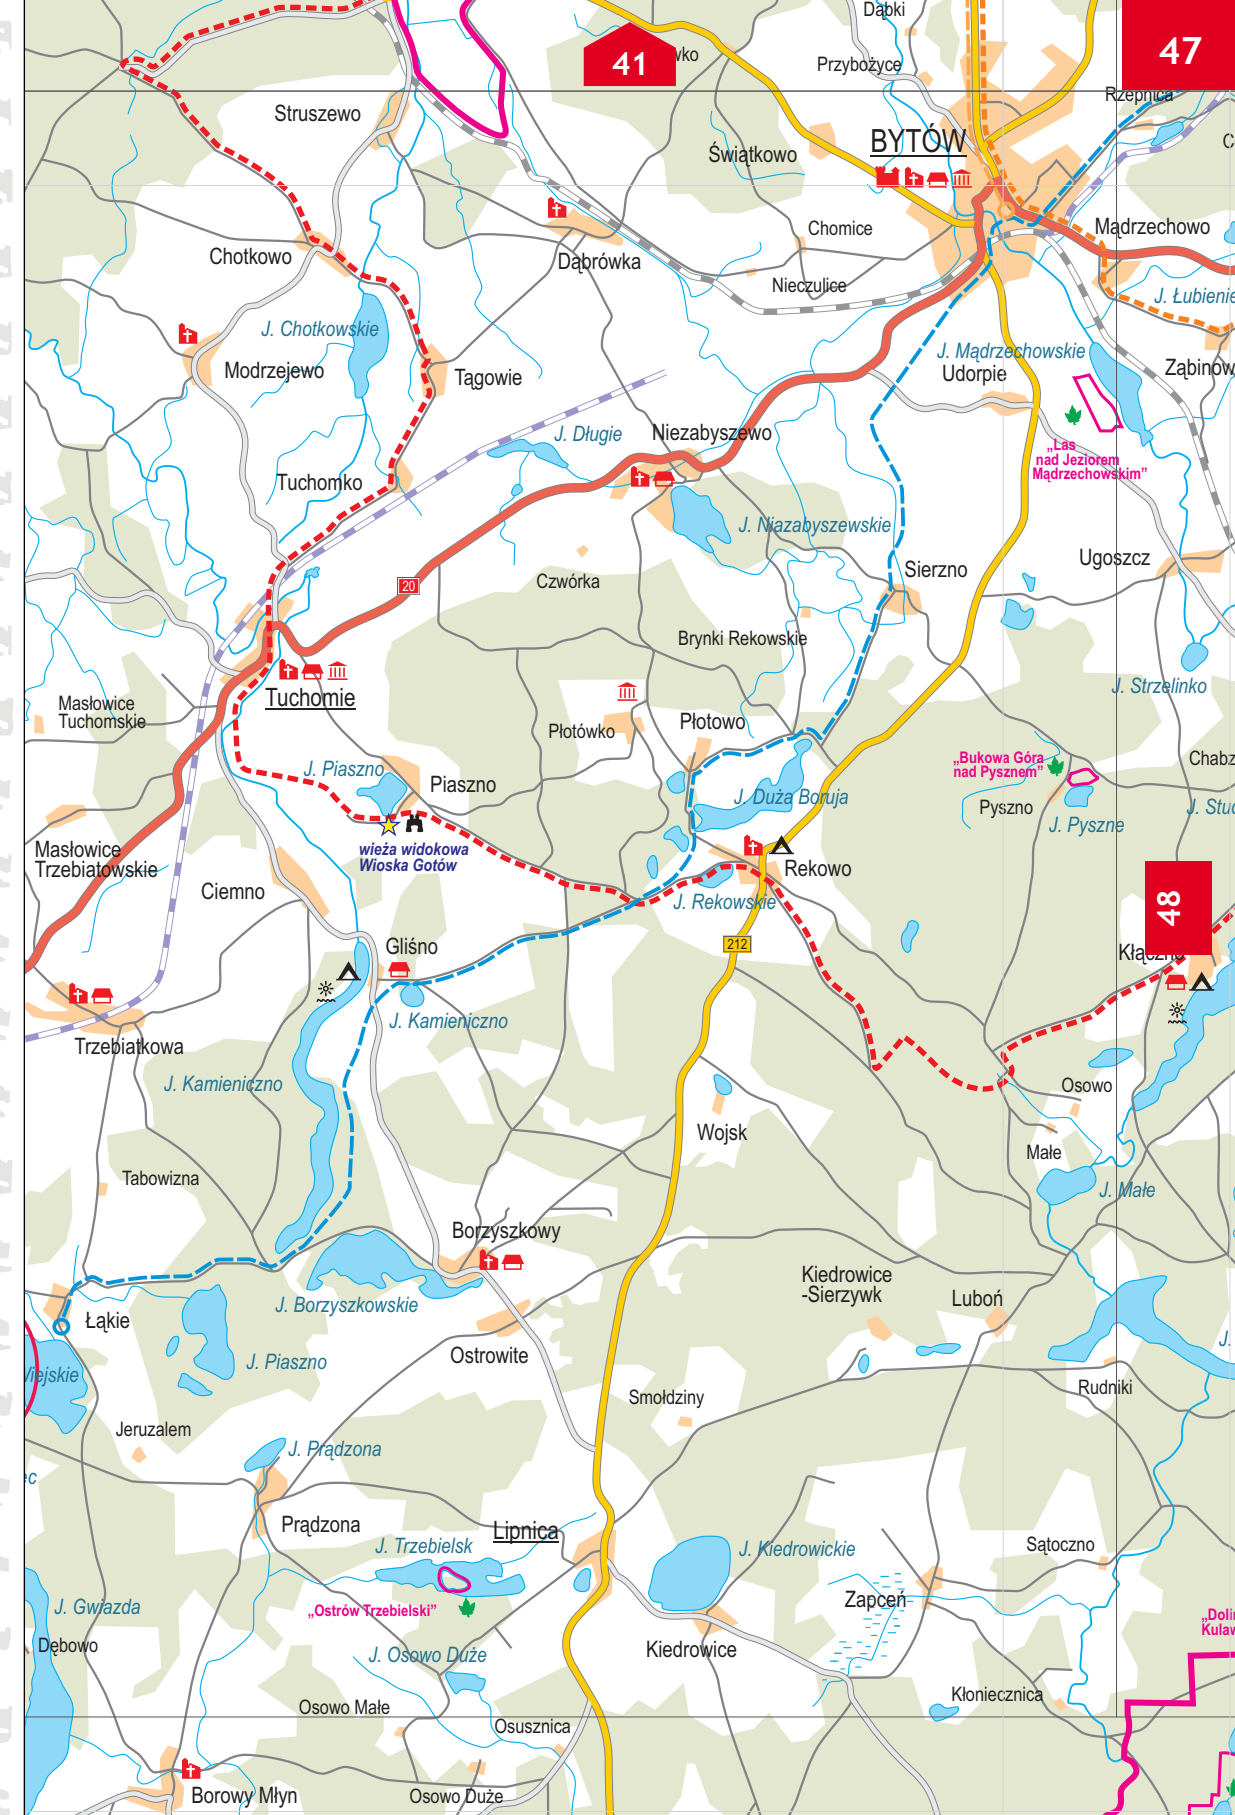 Dąbki
47
41
Przybożyce
Rzepnica
Struszewo
BYTÓW
Świątkowo
Chomice
Mądrzechowo
Chotkowo
Dąbrówka
Nieczulice
J. Chotkowskie
J. Mądrzechowskie
Udorpie
Modrzejewo
Tągowie
J. Długie
Niezabyszewo
„Las
nad Jeziorem
Mądrzechowskim”
Tuchomko
J. Niazabyszewskie
Ugoszcz
Sierzno
Czwórka
20
Brynki Rekowskie
J. Strzelinko
Tuchomie
Masłowice
Tuchomskie
Płotówko
Płotowo
„Bukowa Góra
nad Pysznem”
J. Piaszno
Piaszno
J. Duża Boruja
Pyszno
J. Pyszne
wieża widokowa
Wioska Gotów
Masłowice
Trzebiatowskie
Rekowo
Ciemno
J. Rekowskie
48
212
Gliśno
J. Kamieniczno
Trzebiatkowa
J. Kamieniczno
Osowo
Wojsk
Małe
Tabowizna
J. Małe
Borzyszkowy
Kiedrowice
-Sierzywk
Luboń
J. Borzyszkowskie
Łąkie
Ostrowite
J. Piaszno
Rudniki
Smołdziny
Jeruzalem
J. Prądzona
Prądzona
Lipnica
J. Trzebielsk
J. Kiedrowickie
Sątoczno
Zapceń
J. Gwiazda
„Ostrów Trzebielski”
Dębowo
J. Osowo Duże
Kiedrowice
Kłoniecznica
Osowo Małe
Osusznica
Borowy Młyn
Osowo Duże